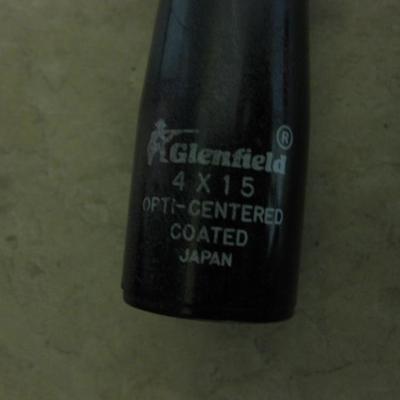 Glenfield ®
4 X 15
OPTI-CENTERED
COATED
JAPAN